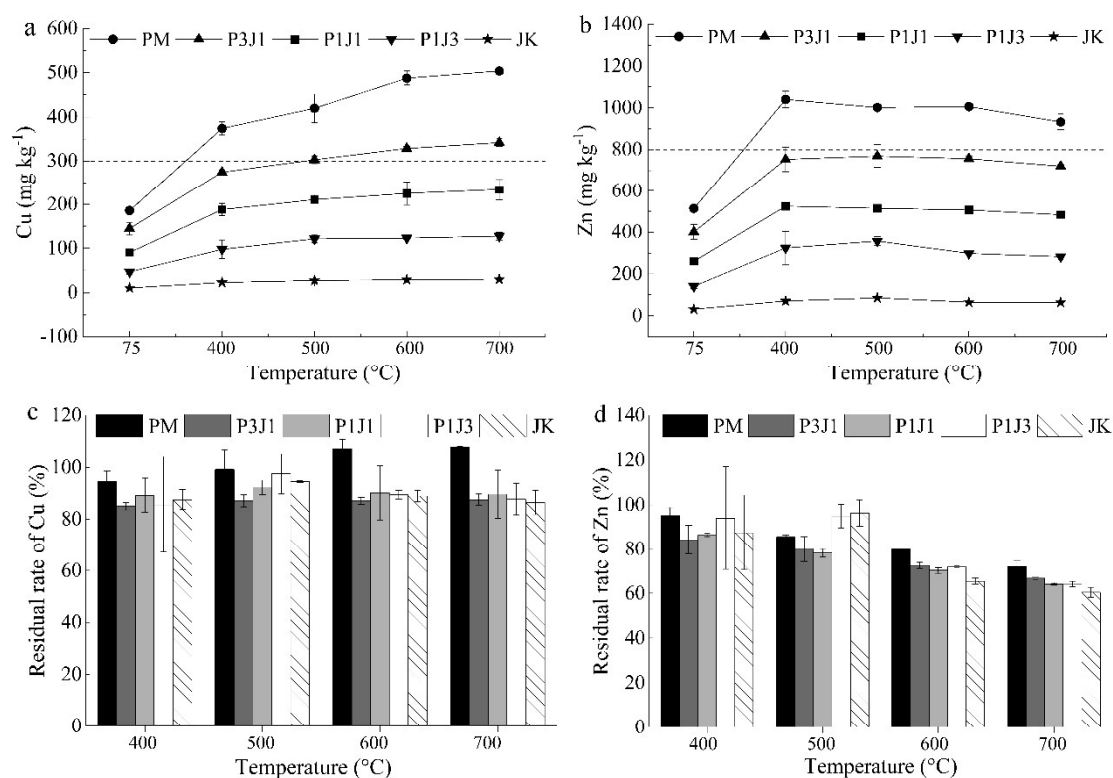 a
PM P3J1 P1J1 P1J3 JK
600
500
400
300
200
100
0
-100
Cu (mg kg⁻¹)
75 400 500 600 700
Temperature (°C)
b
PM P3J1 P1J1 P1J3 JK
1400
1200
1000
800
600
400
200
0
Zn (mg kg⁻¹)
75 400 500 600 700
Temperature (°C)
c
PM P3J1 P1J1 P1J3 JK
120
100
80
60
40
20
0
Residual rate of Cu (%)
400 500 600 700
Temperature (°C)
d
PM P3J1 P1J1 P1J3 JK
140
120
100
80
60
40
20
0
Residual rate of Zn (%)
400 500 600 700
Temperature (°C)